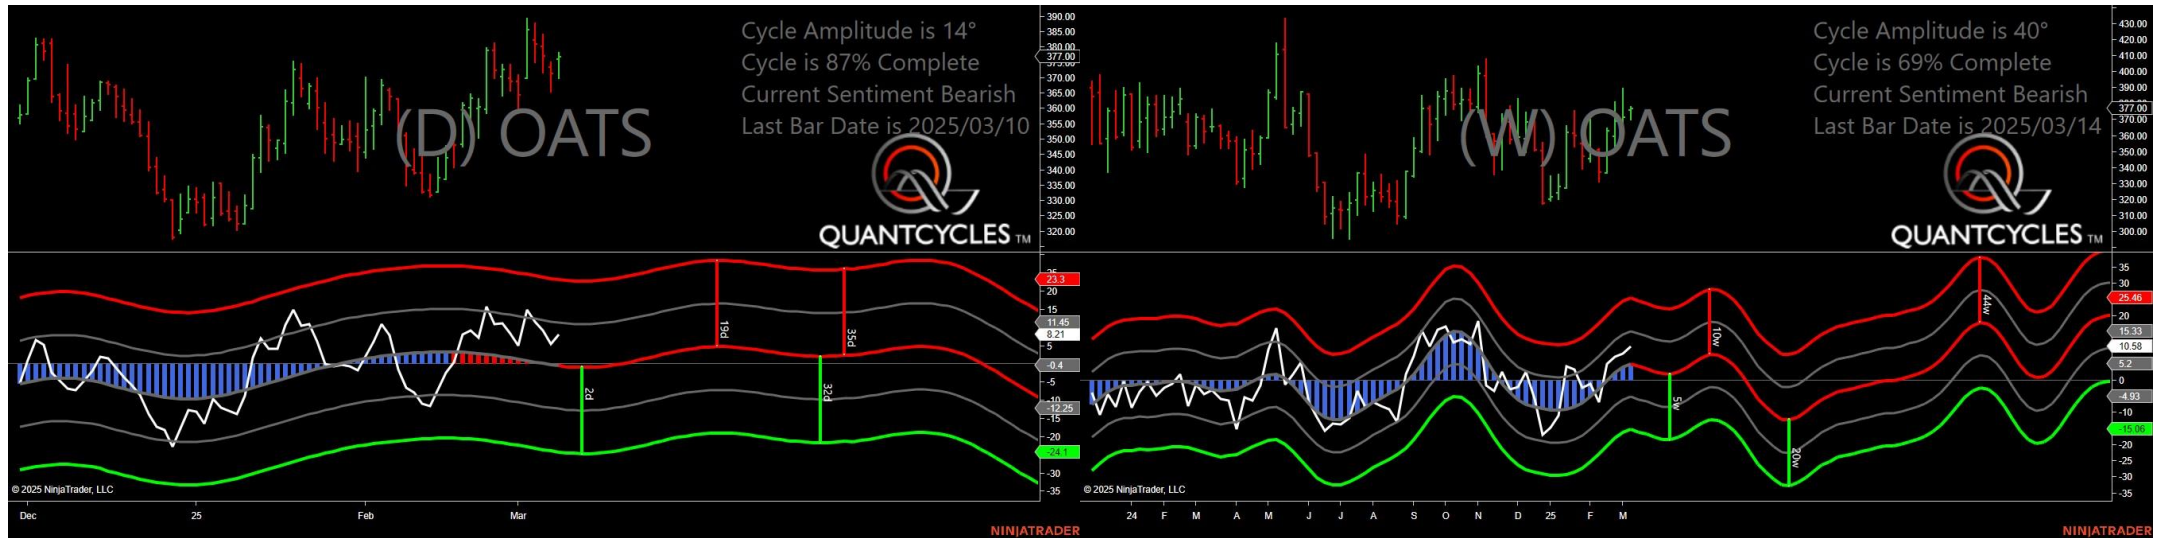 Cycle Amplitude is 14°
Cycle is 87% Complete
Current Sentiment Bearish
Last Bar Date is 2025/03/10
(D) OATS
QUANTCYCLES TM
390.00
385.00
380.00
377.00
375.00
370.00
365.00
360.00
355.00
350.00
345.00
340.00
335.00
330.00
325.00
320.00
25
23.3
20
15
11.45
8.21
5
-0.4
-5
-10
-12.25
-15
-20
-24.1
-30
-35
19d
35d
2d
32d
© 2025 NinjaTrader, LLC
Dec 25 Feb Mar
NINJATRADER
Cycle Amplitude is 40°
Cycle is 69% Complete
Current Sentiment Bearish
Last Bar Date is 2025/03/14
(W) OATS
QUANTCYCLES TM
430.00
420.00
410.00
400.00
390.00
377.00
370.00
360.00
350.00
340.00
330.00
320.00
310.00
300.00
35
30
25.46
20
15.33
10.58
5.2
0
-4.93
-10
-15.06
-20
-25
-30
-35
44w
10w
5w
20w
© 2025 NinjaTrader, LLC
24 F M A M J J A S O N D 25 F M
NINJATRADER